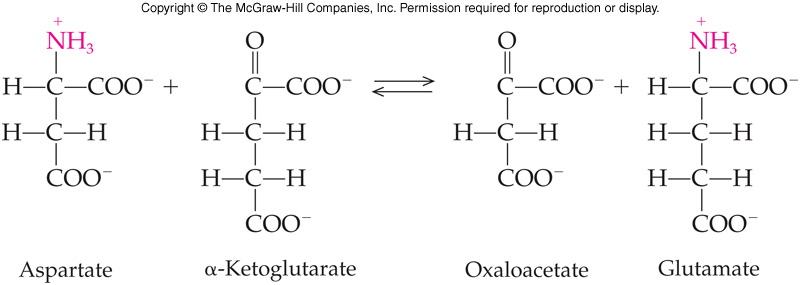 Copyright © The McGraw-Hill Companies, Inc. Permission required for reproduction or display.
+ +
NH₃ O O NH₃
H—C—COO⁻ + C—COO⁻ ⇌ C—COO⁻ + H—C—COO⁻
H—C—H H—C—H H—C—H H—C—H
COO⁻ H—C—H COO⁻ H—C—H
COO⁻ COO⁻
Aspartate α-Ketoglutarate Oxaloacetate Glutamate